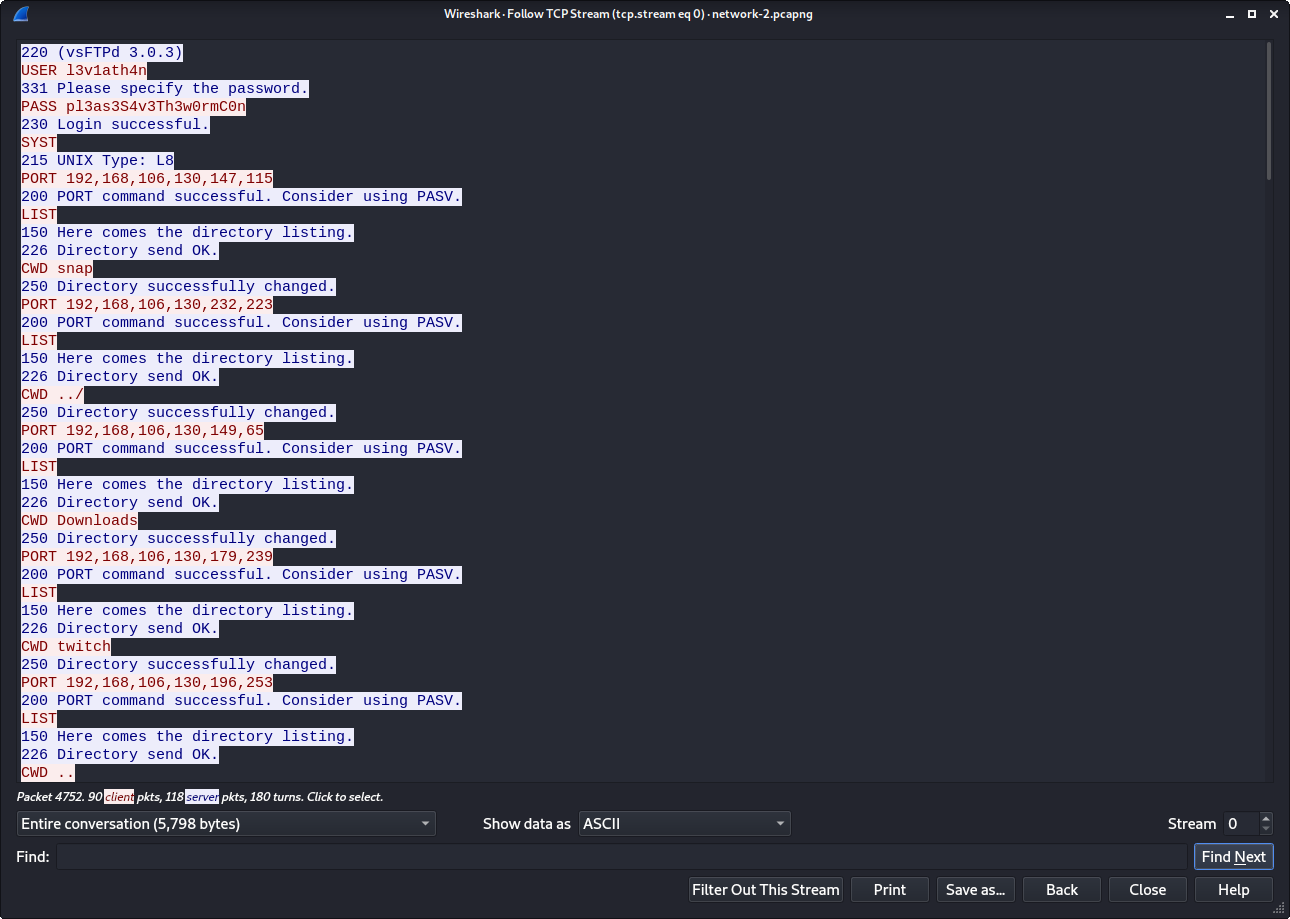 Wireshark · Follow TCP Stream (tcp.stream eq 0) · network-2.pcapng
220 (vsFTPd 3.0.3)
USER l3v1ath4n
331 Please specify the password.
PASS pl3as3S4v3Th3w0rmC0n
230 Login successful.
SYST
215 UNIX Type: L8
PORT 192,168,106,130,147,115
200 PORT command successful. Consider using PASV.
LIST
150 Here comes the directory listing.
226 Directory send OK.
CWD snap
250 Directory successfully changed.
PORT 192,168,106,130,232,223
200 PORT command successful. Consider using PASV.
LIST
150 Here comes the directory listing.
226 Directory send OK.
CWD ../
250 Directory successfully changed.
PORT 192,168,106,130,149,65
200 PORT command successful. Consider using PASV.
LIST
150 Here comes the directory listing.
226 Directory send OK.
CWD Downloads
250 Directory successfully changed.
PORT 192,168,106,130,179,239
200 PORT command successful. Consider using PASV.
LIST
150 Here comes the directory listing.
226 Directory send OK.
CWD twitch
250 Directory successfully changed.
PORT 192,168,106,130,196,253
200 PORT command successful. Consider using PASV.
LIST
150 Here comes the directory listing.
226 Directory send OK.
CWD ..
Packet 4752. 90 client pkts, 118 server pkts, 180 turns. Click to select.
Entire conversation (5,798 bytes) Show data as ASCII Stream 0
Find: Find Next
Filter Out This Stream Print Save as... Back Close Help